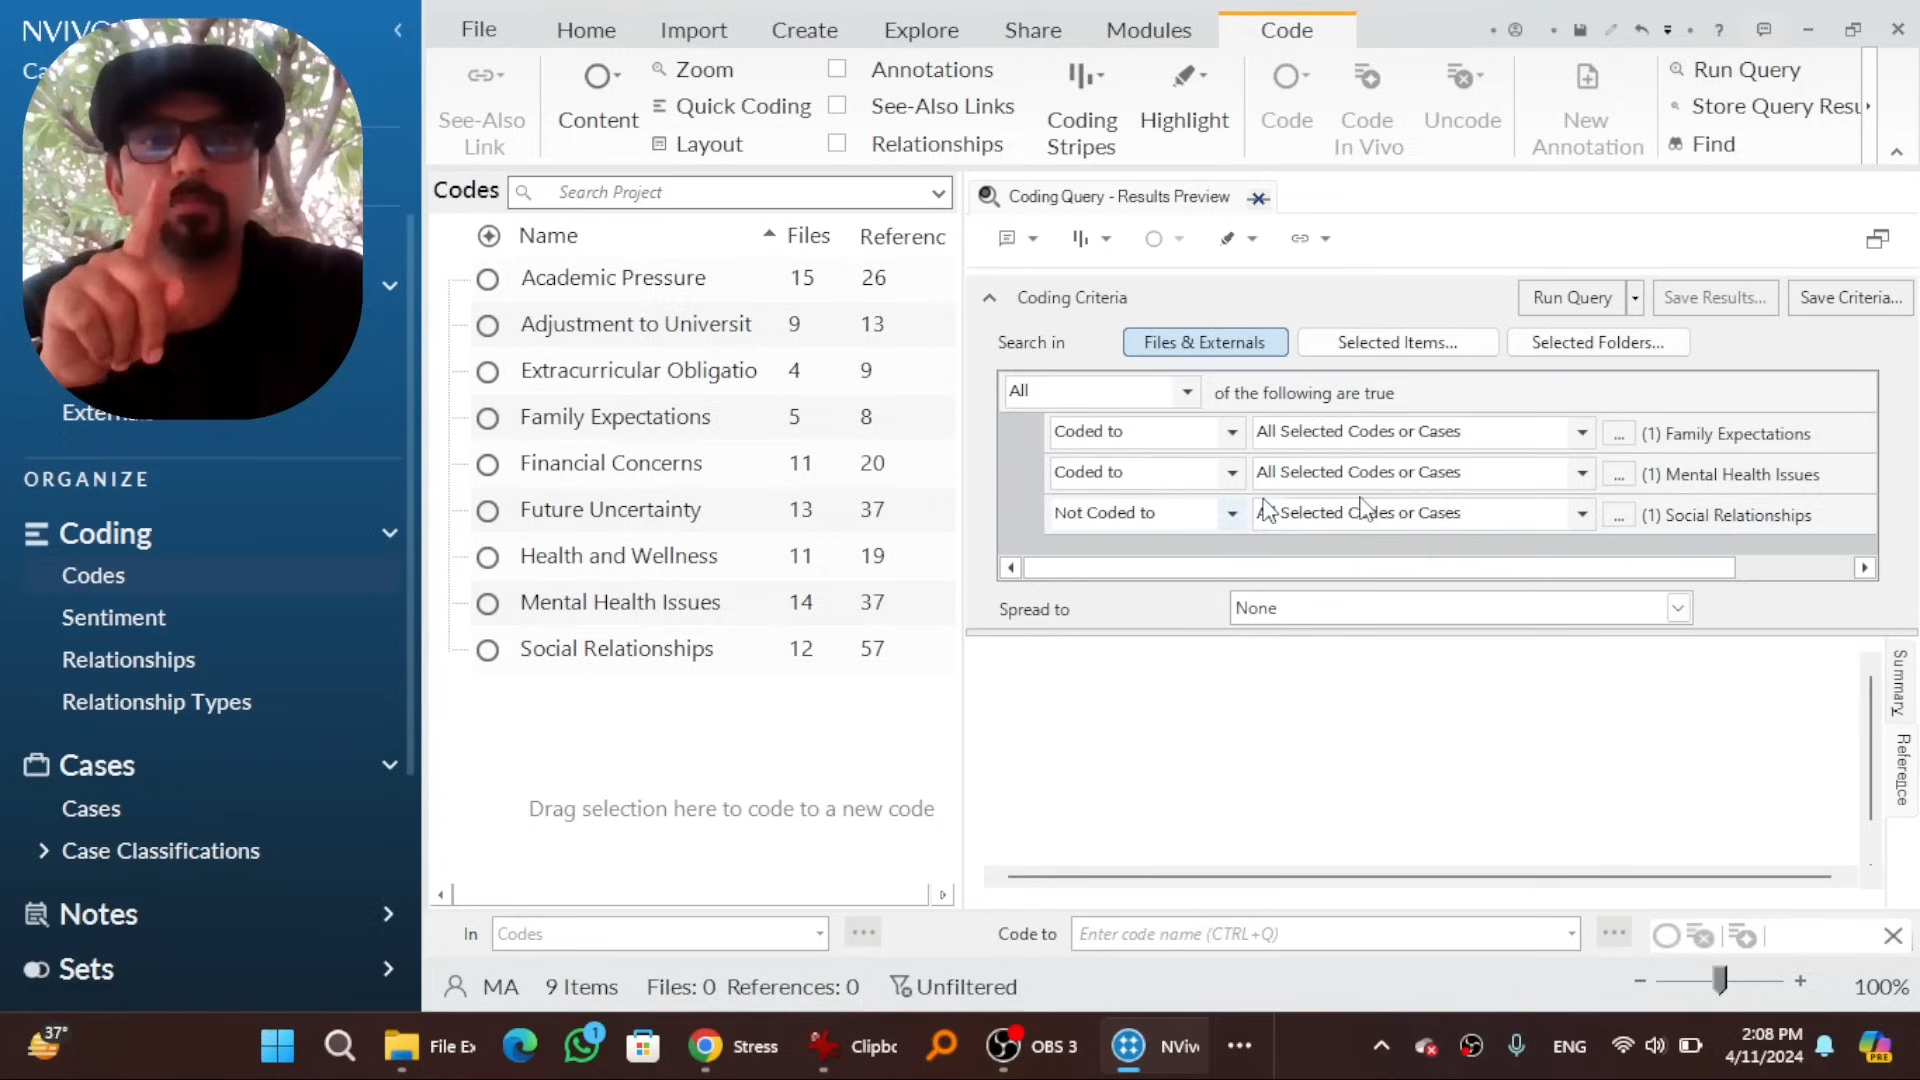 NVIVO
File Home Import Create Explore Share Modules Code
See-Also Link
Content
Zoom
Quick Coding
Layout
Annotations
See-Also Links
Relationships
Coding Stripes
Highlight
Code
Code In Vivo
Uncode
New Annotation
Run Query
Store Query Resu
Find
Extern
ORGANIZE
Coding
Codes
Sentiment
Relationships
Relationship Types
Cases
Cases
Case Classifications
Notes
Sets
Codes Search Project
Name Files Referenc
Academic Pressure 15 26
Adjustment to Universit 9 13
Extracurricular Obligatio 4 9
Family Expectations 5 8
Financial Concerns 11 20
Future Uncertainty 13 37
Health and Wellness 11 19
Mental Health Issues 14 37
Social Relationships 12 57
Drag selection here to code to a new code
Coding Query - Results Preview
Coding Criteria Run Query Save Results... Save Criteria...
Search in Files & Externals Selected Items... Selected Folders...
All of the following are true
Coded to All Selected Codes or Cases ... (1) Family Expectations
Coded to All Selected Codes or Cases ... (1) Mental Health Issues
Not Coded to All Selected Codes or Cases ... (1) Social Relationships
Spread to None
Summary
Reference
In Codes Code to Enter code name (CTRL+Q)
MA 9 Items Files: 0 References: 0 Unfiltered 100%
37° File Ex 1 Stress Clipbc OBS 3 NViv ENG 2:08 PM
4/11/2024 PRE